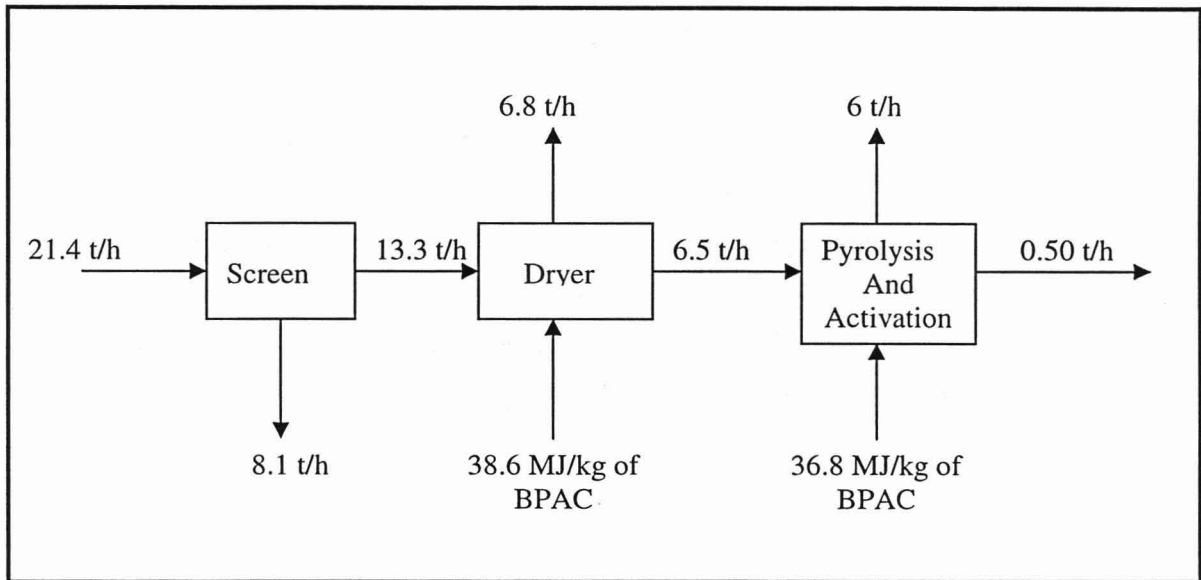 6.8 t/h
6 t/h
21.4 t/h
Screen
13.3 t/h
Dryer
6.5 t/h
Pyrolysis
And
Activation
0.50 t/h
8.1 t/h
38.6 MJ/kg of
BPAC
36.8 MJ/kg of
BPAC